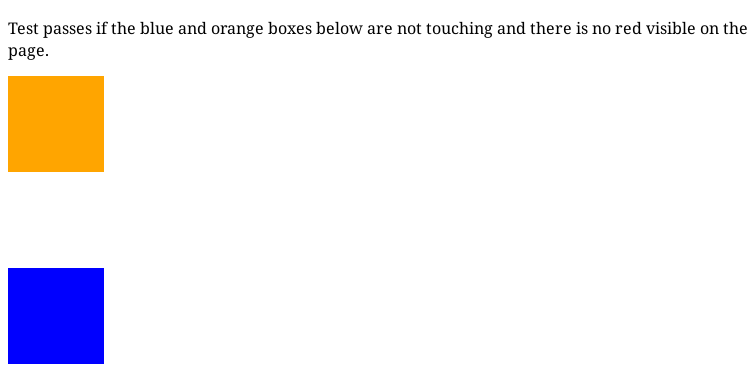 Test passes if the blue and orange boxes below are not touching and there is no red visible on the
page.